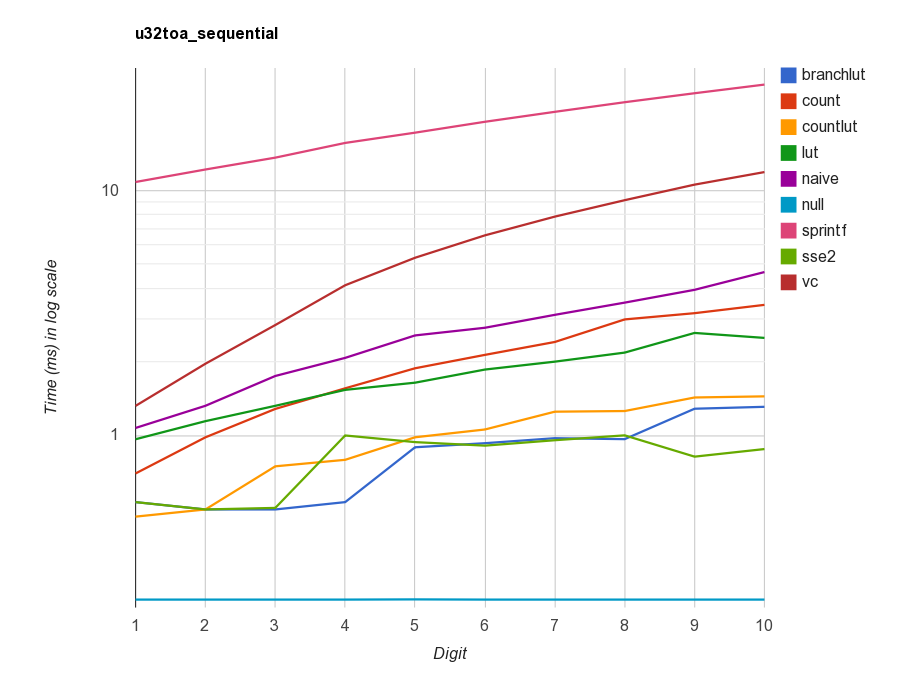 u32toa_sequential
branchlut
count
countlut
lut
naive
null
sprintf
sse2
vc
10
1
Time (ms) in log scale
1 2 3 4 5 6 7 8 9 10
Digit